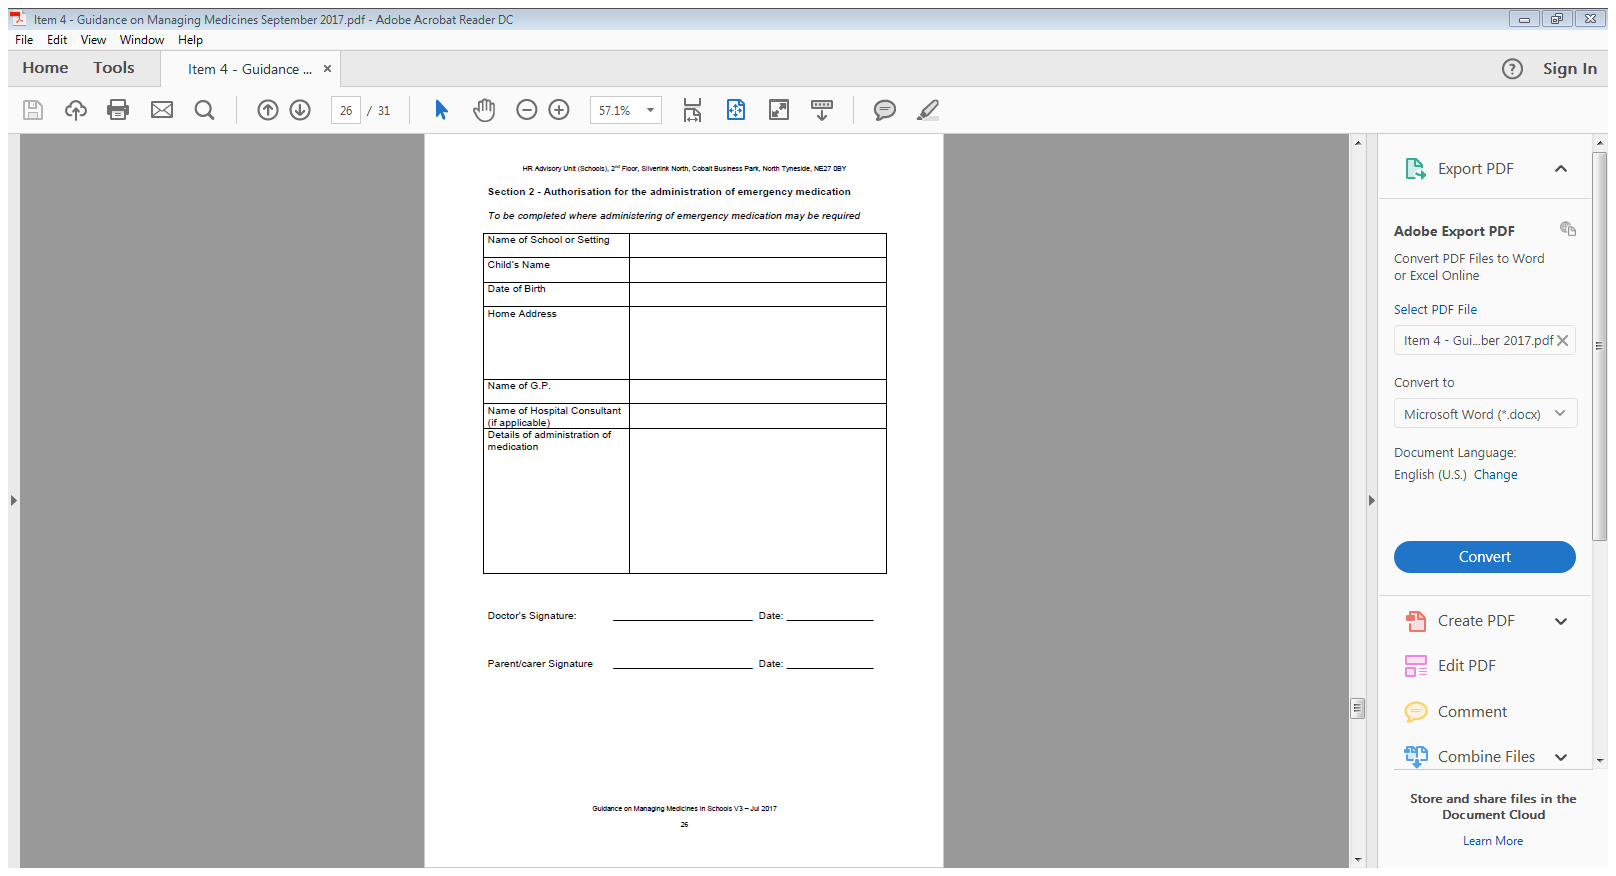 Item 4 - Guidance on Managing Medicines September 2017.pdf - Adobe Acrobat Reader DC
File Edit View Window Help
Home Tools Item 4 - Guidance ... × ? Sign In
26 / 31 57.1%
HR Advisory Unit (Schools), 2nd Floor, Silverlink North, Cobalt Business Park, North Tyneside, NE27 0BY
Section 2 - Authorisation for the administration of emergency medication
To be completed where administering of emergency medication may be required
Name of School or Setting
Child's Name
Date of Birth
Home Address
Name of G.P.
Name of Hospital Consultant
(if applicable)
Details of administration of
medication
Doctor's Signature: Date:
Parent/carer Signature Date:
Guidance on Managing Medicines in Schools V3 – Jul 2017
26
Export PDF
Adobe Export PDF
Convert PDF Files to Word
or Excel Online
Select PDF File
Item 4 - Gui...ber 2017.pdf
Convert to
Microsoft Word (*.docx)
Document Language:
English (U.S.) Change
Convert
Create PDF
Edit PDF
Comment
Combine Files
Store and share files in the
Document Cloud
Learn More